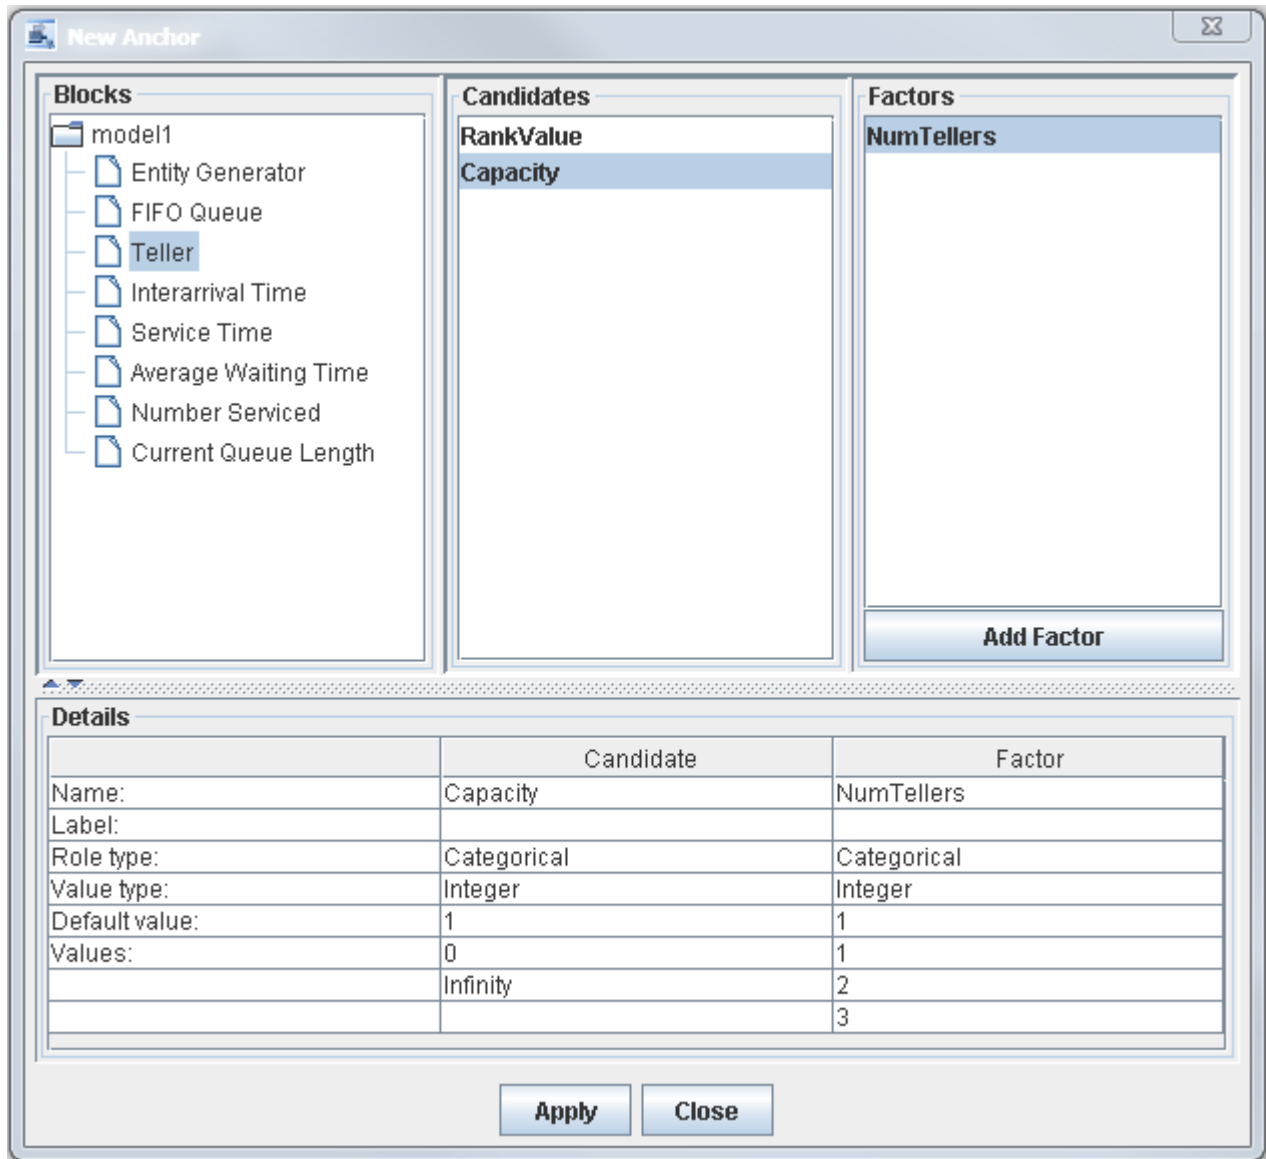 New Anchor
Blocks
model1
Entity Generator
FIFO Queue
Teller
Interarrival Time
Service Time
Average Waiting Time
Number Serviced
Current Queue Length
Candidates
RankValue
Capacity
Factors
NumTellers
Add Factor
Details
Candidate Factor
Name: Capacity NumTellers
Label:
Role type: Categorical Categorical
Value type: Integer Integer
Default value: 1 1
Values: 0 1
Infinity 2
3
Apply Close